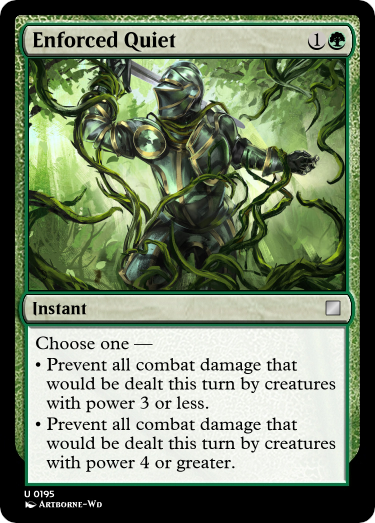 Enforced Quiet 1
Instant
Choose one —
• Prevent all combat damage that
would be dealt this turn by creatures
with power 3 or less.
• Prevent all combat damage that
would be dealt this turn by creatures
with power 4 or greater.
U 0195
Artborne-Wd